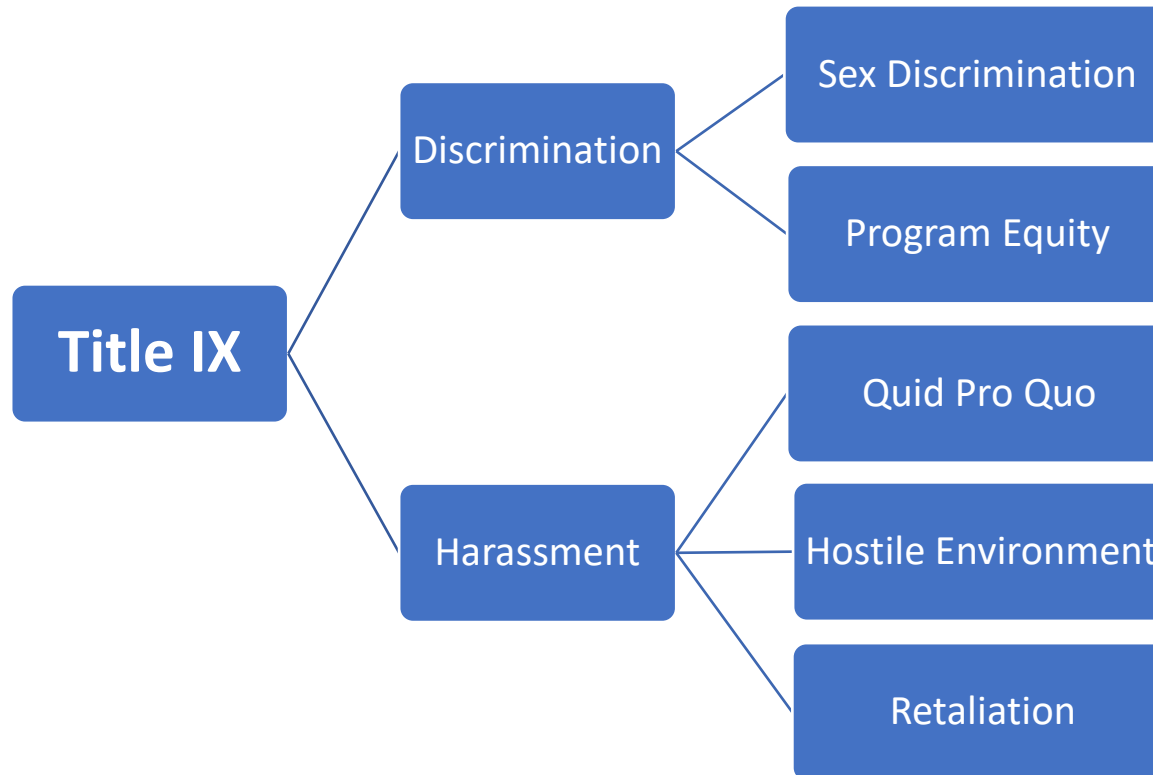 Title IX
Discrimination
Sex Discrimination
Program Equity
Harassment
Quid Pro Quo
Hostile Environment
Retaliation